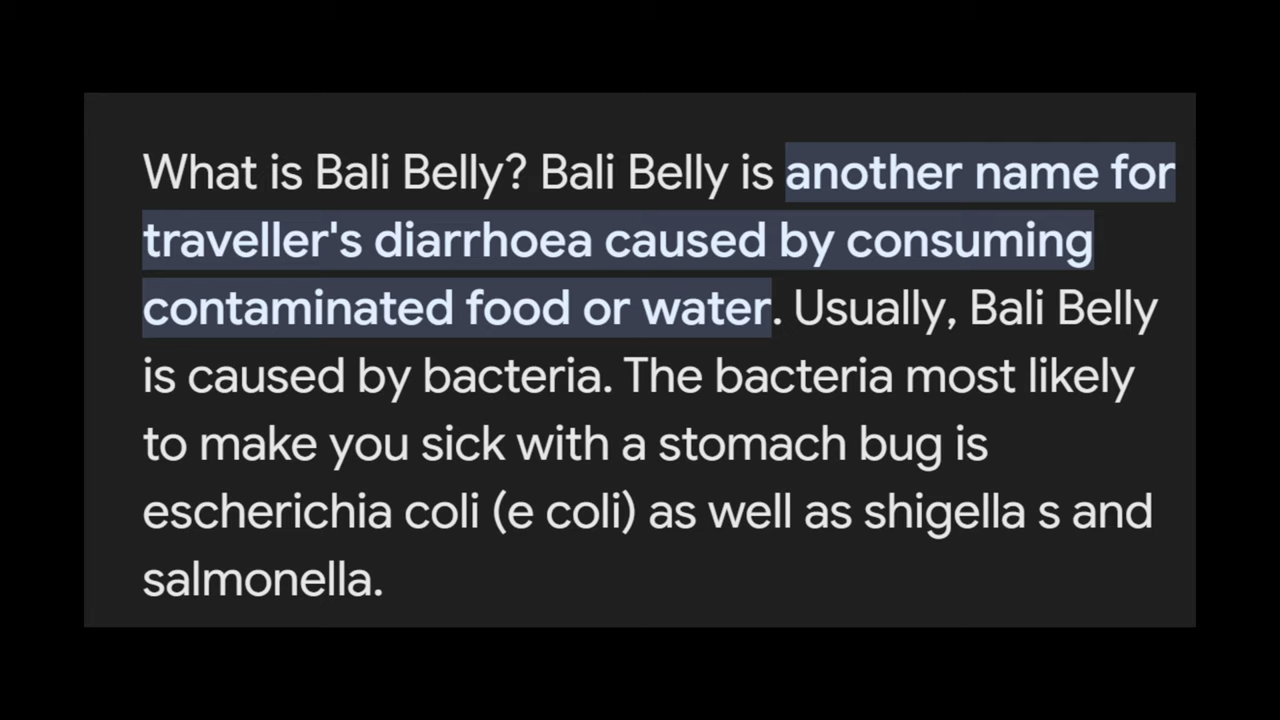 What is Bali Belly? Bali Belly is another name for
traveller's diarrhoea caused by consuming
contaminated food or water. Usually, Bali Belly
is caused by bacteria. The bacteria most likely
to make you sick with a stomach bug is
escherichia coli (e coli) as well as shigella s and
salmonella.